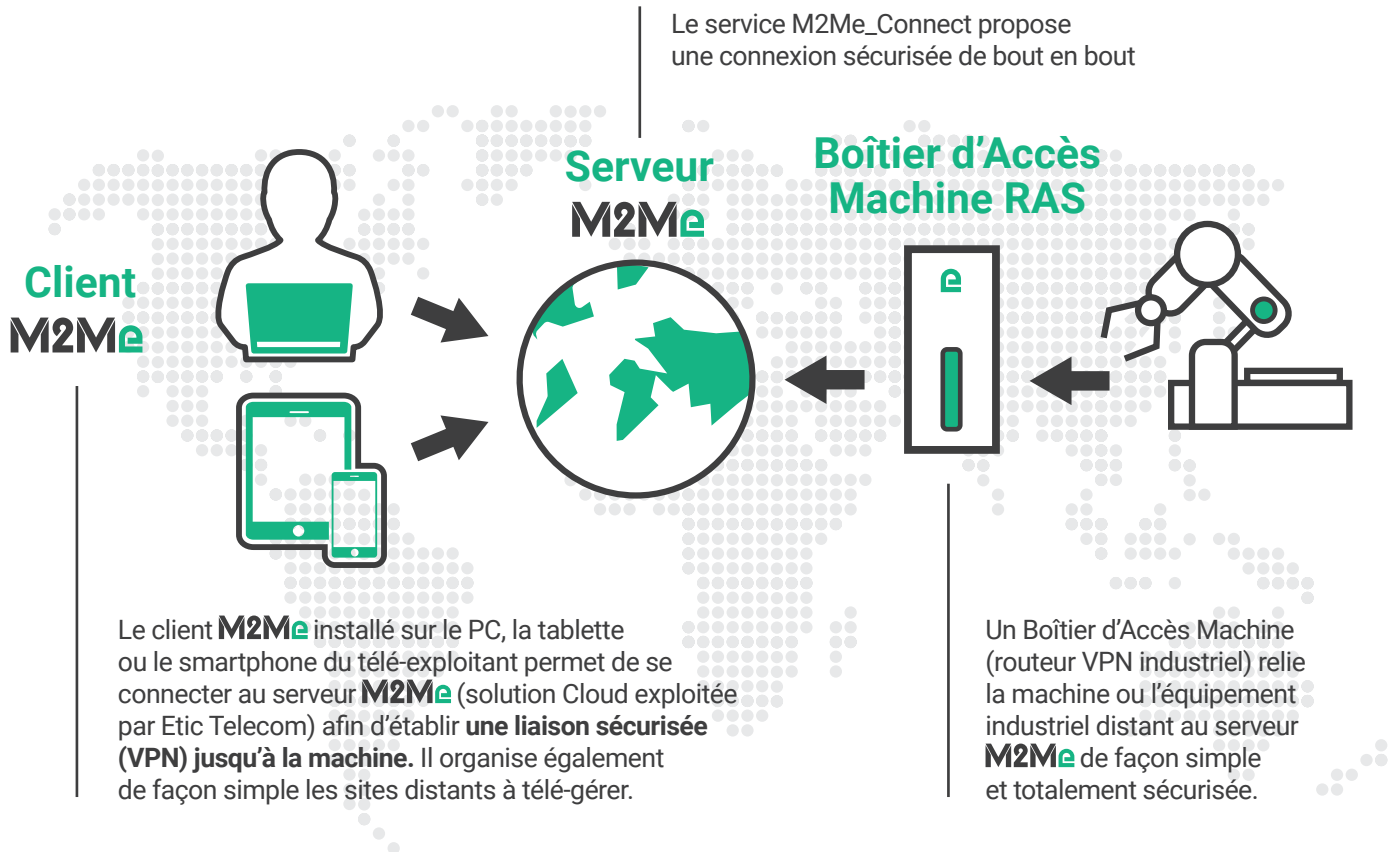 Le service M2Me_Connect propose
une connexion sécurisée de bout en bout
Serveur
M2Me
Boîtier d’Accès
Machine RAS
Client
M2Me
Le client M2Me installé sur le PC, la tablette
ou le smartphone du télé-exploitant permet de se
connecter au serveur M2Me (solution Cloud exploitée
par Etic Telecom) afin d’établir une liaison sécurisée
(VPN) jusqu’à la machine. Il organise également
de façon simple les sites distants à télé-gérer.
Un Boîtier d’Accès Machine
(routeur VPN industriel) relie
la machine ou l’équipement
industriel distant au serveur
M2Me de façon simple
et totalement sécurisée.